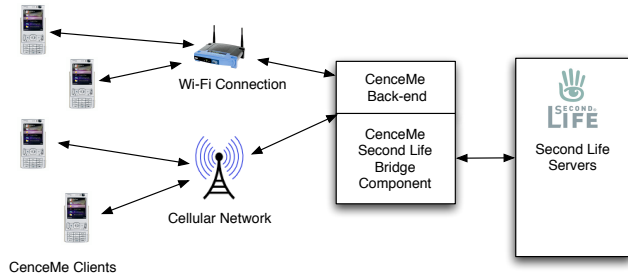 Wi-Fi Connection
CenceMe
Back-end
CenceMe
Second Life
Bridge
Component
SECOND
LIFE
Second Life
Servers
Cellular Network
CenceMe Clients